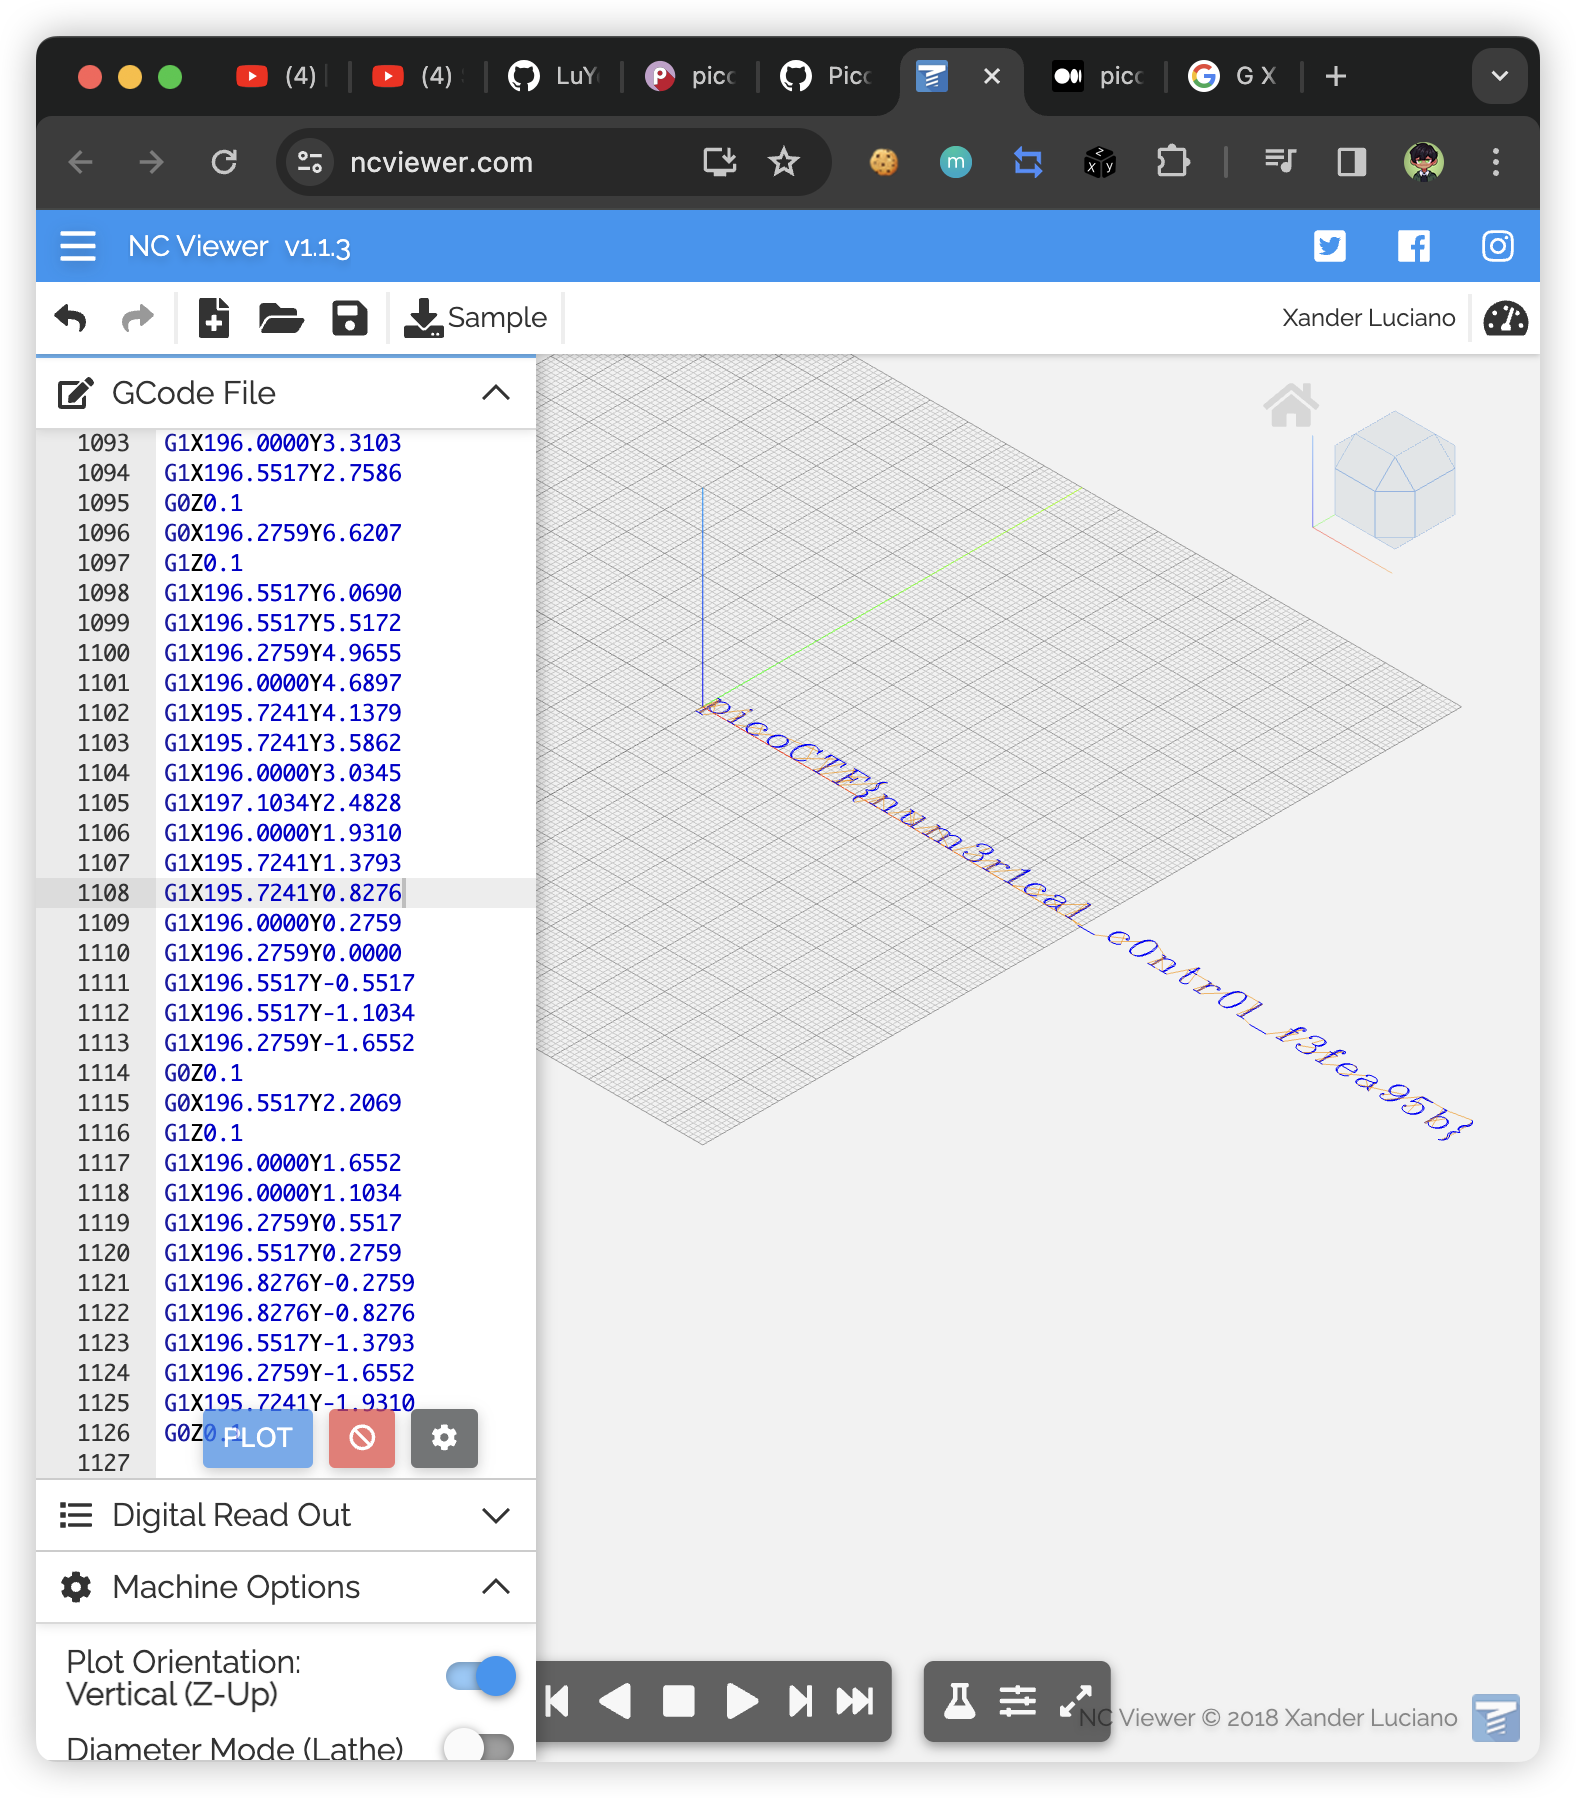 (4)
(4)
LuY
picc
Picc
picc
G X
ncviewer.com
m
NC Viewer v1.1.3
Sample
Xander Luciano
GCode File
1093 G1X196.0000Y3.3103
1094 G1X196.5517Y2.7586
1095 G0Z0.1
1096 G0X196.2759Y6.6207
1097 G1Z0.1
1098 G1X196.5517Y6.0690
1099 G1X196.5517Y5.5172
1100 G1X196.2759Y4.9655
1101 G1X196.0000Y4.6897
1102 G1X195.7241Y4.1379
1103 G1X195.7241Y3.5862
1104 G1X196.0000Y3.0345
1105 G1X197.1034Y2.4828
1106 G1X196.0000Y1.9310
1107 G1X195.7241Y1.3793
1108 G1X195.7241Y0.8276
1109 G1X196.0000Y0.2759
1110 G1X196.2759Y0.0000
1111 G1X196.5517Y-0.5517
1112 G1X196.5517Y-1.1034
1113 G1X196.2759Y-1.6552
1114 G0Z0.1
1115 G0X196.5517Y2.2069
1116 G1Z0.1
1117 G1X196.0000Y1.6552
1118 G1X196.0000Y1.1034
1119 G1X196.2759Y0.5517
1120 G1X196.5517Y0.2759
1121 G1X196.8276Y-0.2759
1122 G1X196.8276Y-0.8276
1123 G1X196.5517Y-1.3793
1124 G1X196.2759Y-1.6552
1125 G1X195.7241Y-1.9310
1126 G0Z0.1
1127
PLOT
picoCTF{num3r1cal_c0ntr0l_f3fea95b}
Digital Read Out
Machine Options
Plot Orientation:
Vertical (Z-Up)
Diameter Mode (Lathe)
NC Viewer © 2018 Xander Luciano